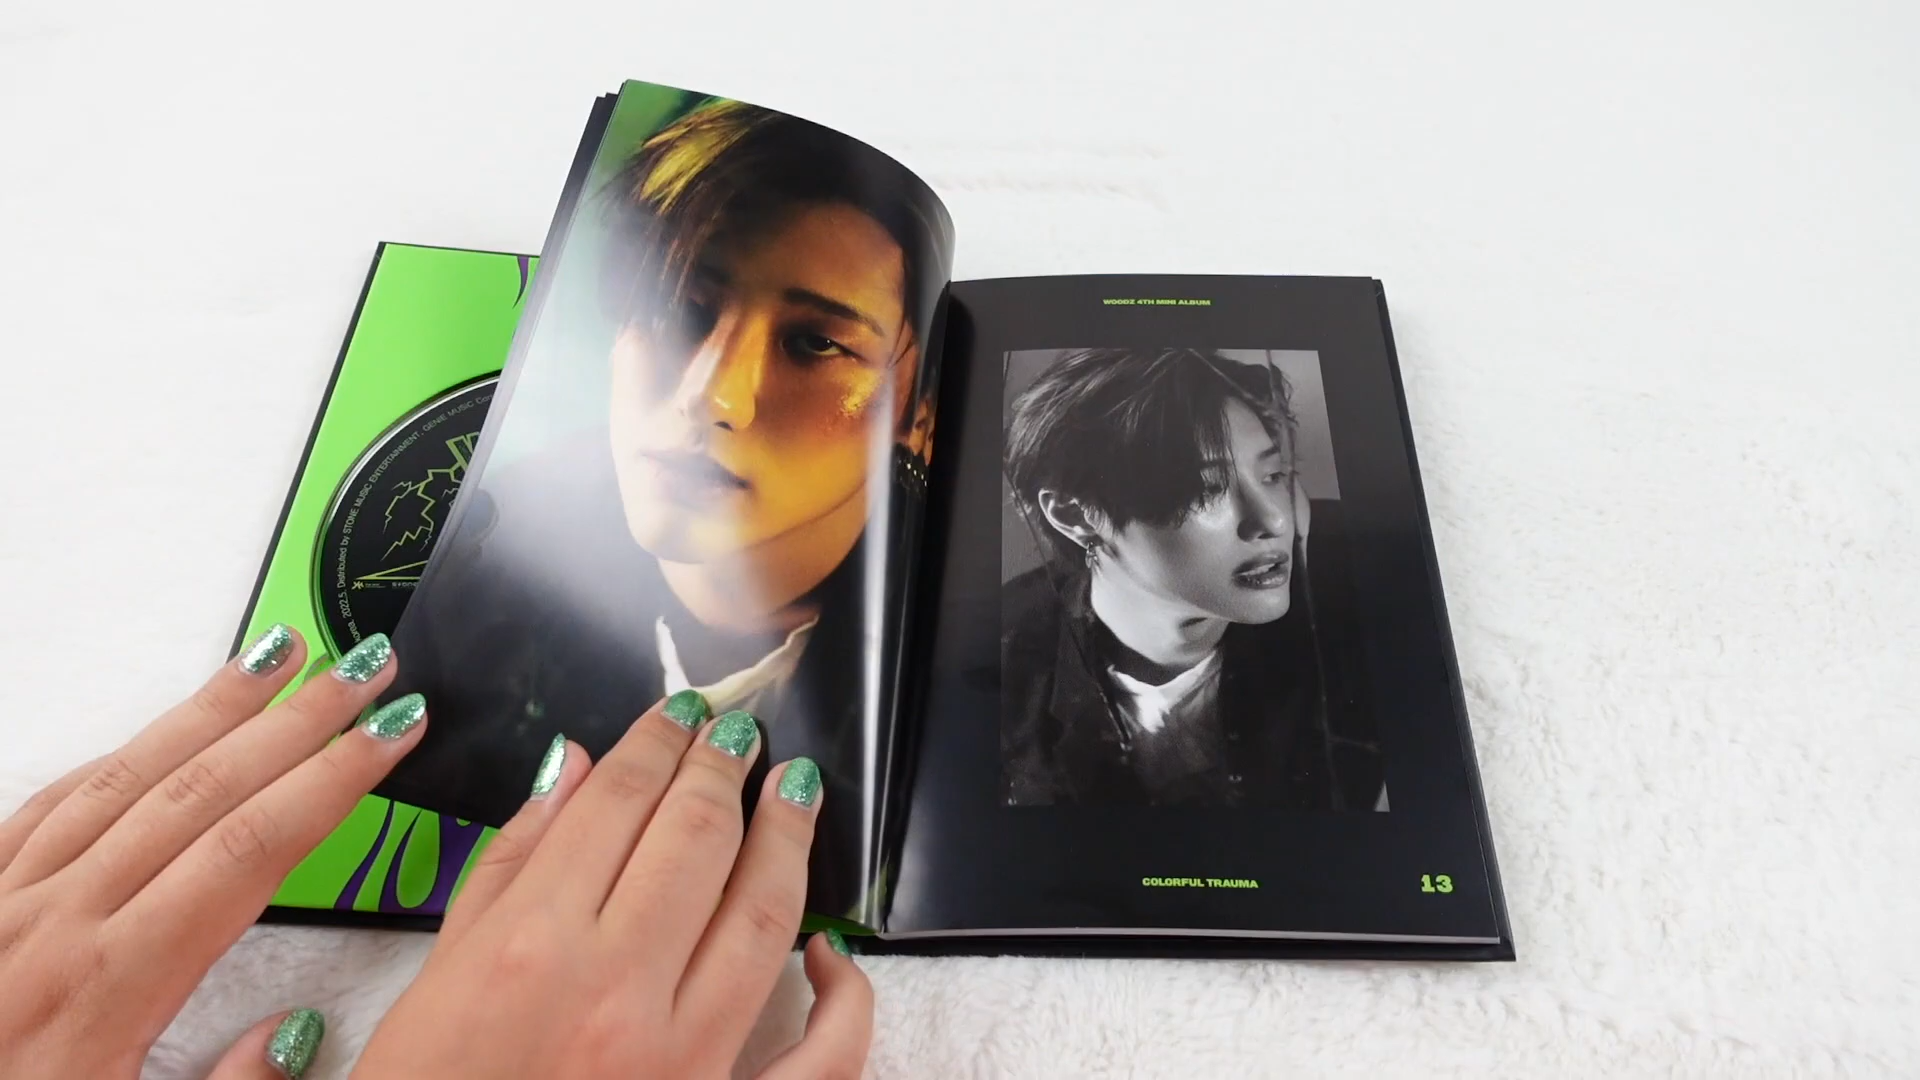 WOODZ 4TH MINI ALBUM
COLORFUL TRAUMA
13
2022.5. Distributed by STONE MUSIC ENTERTAINMENT, GENIE MUSIC